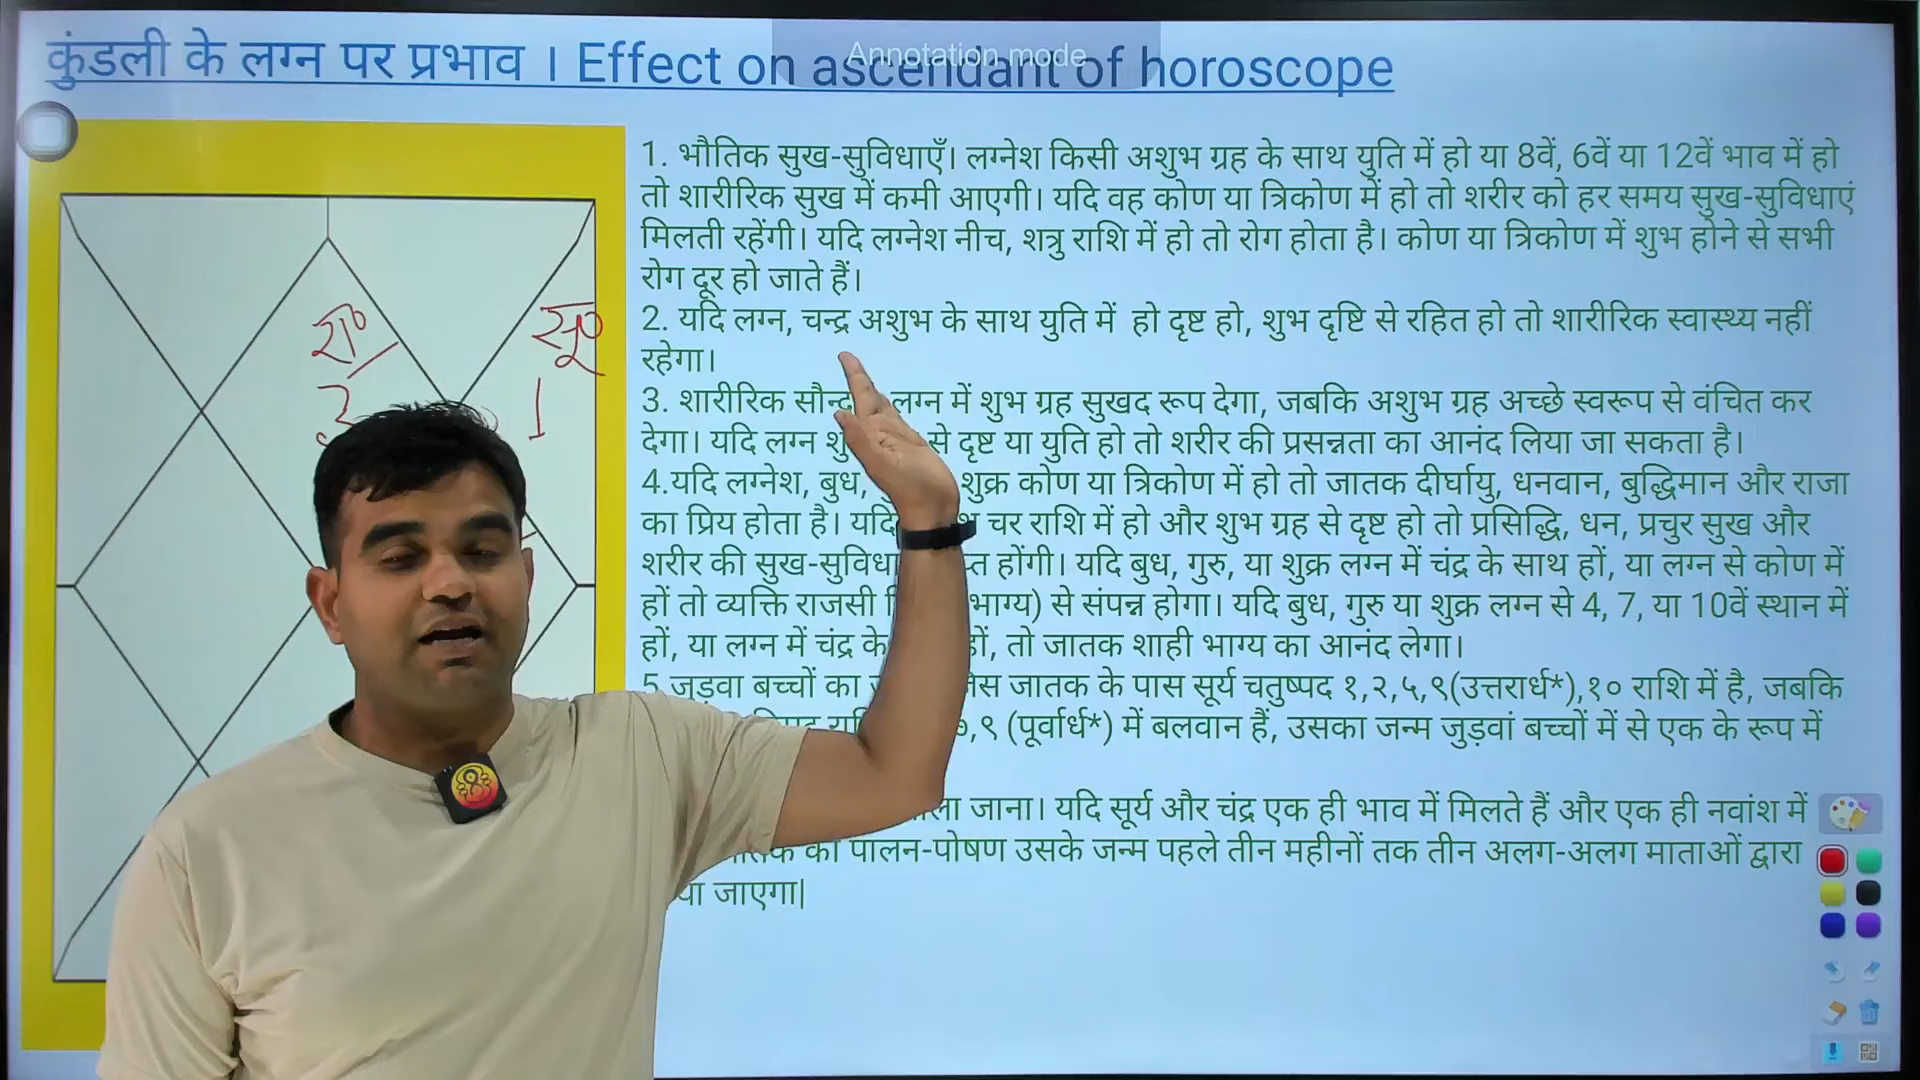 कुंडली के लग्न पर प्रभाव । Effect on ascendant of horoscope
Annotation mode
1. भौतिक सुख-सुविधाएँ। लग्नेश किसी अशुभ ग्रह के साथ युति में हो या 8वें, 6वें या 12वें भाव में हो
तो शारीरिक सुख में कमी आएगी। यदि वह कोण या त्रिकोण में हो तो शरीर को हर समय सुख-सुविधाएं
मिलती रहेंगी। यदि लग्नेश नीच, शत्रु राशि में हो तो रोग होता है। कोण या त्रिकोण में शुभ होने से सभी
रोग दूर हो जाते हैं।
2. यदि लग्न, चन्द्र अशुभ के साथ युति में हो दृष्ट हो, शुभ दृष्टि से रहित हो तो शारीरिक स्वास्थ्य नहीं
रहेगा।
3. शारीरिक लग्न में शुभ ग्रह सुखद रूप देगा, जबकि अशुभ ग्रह अच्छे स्वरूप से वंचित कर
देगा। यदि लग्न से दृष्ट या युति हो तो शरीर की प्रसन्नता का आनंद लिया जा सकता है।
4.यदि लग्नेश, बुध, शुक्र कोण या त्रिकोण में हो तो जातक दीर्घायु, धनवान, बुद्धिमान और राजा
का प्रिय होता है। यदि चर राशि में हो और शुभ ग्रह से दृष्ट हो तो प्रसिद्धि, धन, प्रचुर सुख और
शरीर की होंगी। यदि बुध, गुरु, या शुक्र लग्न में चंद्र के साथ हों, या लग्न से कोण में
हों तो व्यक्ति राजसी भाग्य) से संपन्न होगा। यदि बुध, गुरु या शुक्र लग्न से 4, 7, या 10वें स्थान में
हों, या लग्न में चंद्र के तो जातक शाही भाग्य का आनंद लेगा।
5 जुड़वा बच्चों का जातक के पास सूर्य चतुष्पद १,२,५,९(उत्तरार्ध*),१० राशि में है, जबकि
९ (पूर्वार्ध*) में बलवान हैं, उसका जन्म जुड़वां बच्चों में से एक के रूप में
जाना। यदि सूर्य और चंद्र एक ही भाव में मिलते हैं और एक ही नवांश में
का पालन-पोषण उसके जन्म पहले तीन महीनों तक तीन अलग-अलग माताओं द्वारा
जाएगा|
रा०
सू०
2
1